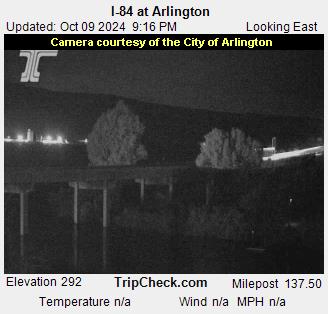 I-84 at Arlington
Updated: Oct 09 2024 9:16 PM Looking East
Camera courtesy of the City of Arlington
Elevation 292 TripCheck.com Milepost 137.50
Temperature n/a Wind n/a MPH n/a